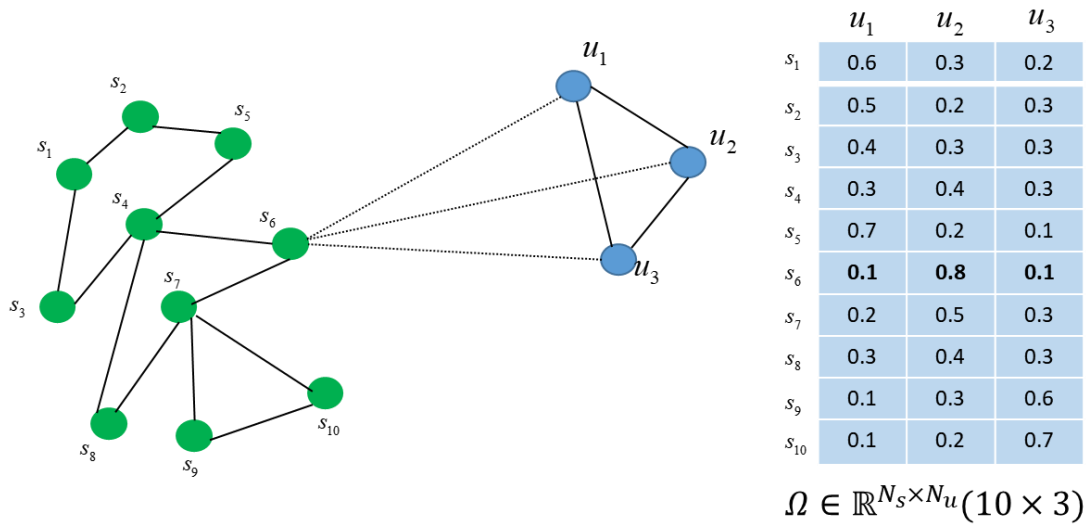 s₂
s₅
s₁
s₄
s₆
s₇
s₃
s₈
s₉
s₁₀
u₁
u₂
u₃
u₁ u₂ u₃
s₁ 0.6 0.3 0.2
s₂ 0.5 0.2 0.3
s₃ 0.4 0.3 0.3
s₄ 0.3 0.4 0.3
s₅ 0.7 0.2 0.1
s₆ 0.1 0.8 0.1
s₇ 0.2 0.5 0.3
s₈ 0.3 0.4 0.3
s₉ 0.1 0.3 0.6
s₁₀ 0.1 0.2 0.7
Ω ∈ ℝ^{N_s×N_u}(10 × 3)